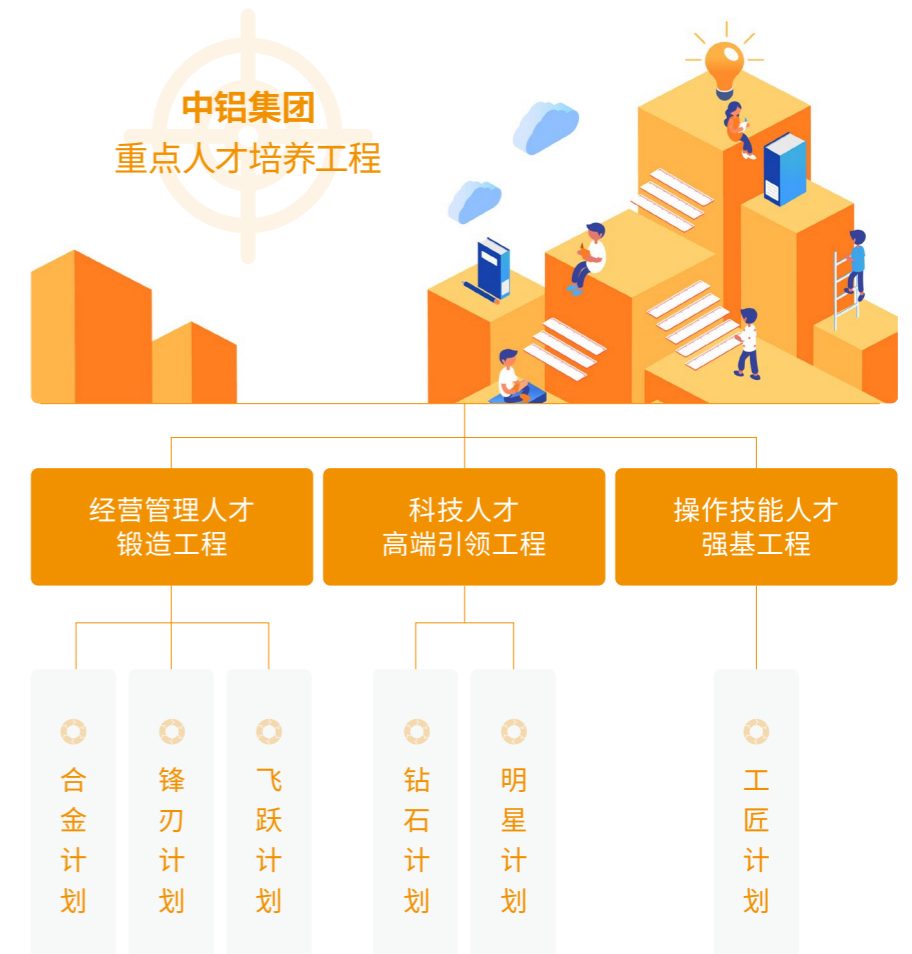 中铝集团
重点人才培养工程
经营管理人才
锻造工程
科技人才
高端引领工程
操作技能人才
强基工程
合金计划
锋刃计划
飞跃计划
钻石计划
明星计划
工匠计划